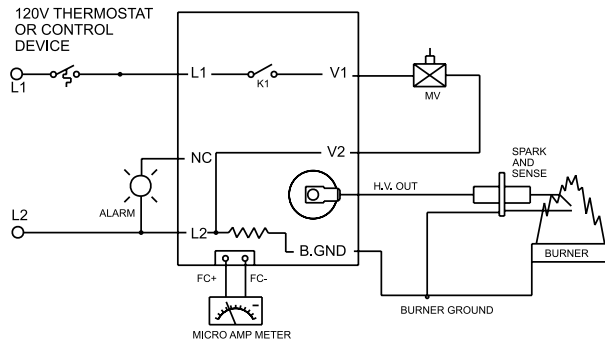 120V THERMOSTAT
OR CONTROL
DEVICE
L1
L1
K1
V1
MV
NC
V2
SPARK
AND
SENSE
H.V. OUT
ALARM
L2
L2
B.GND
BURNER
FC+
FC-
BURNER GROUND
MICRO AMP METER